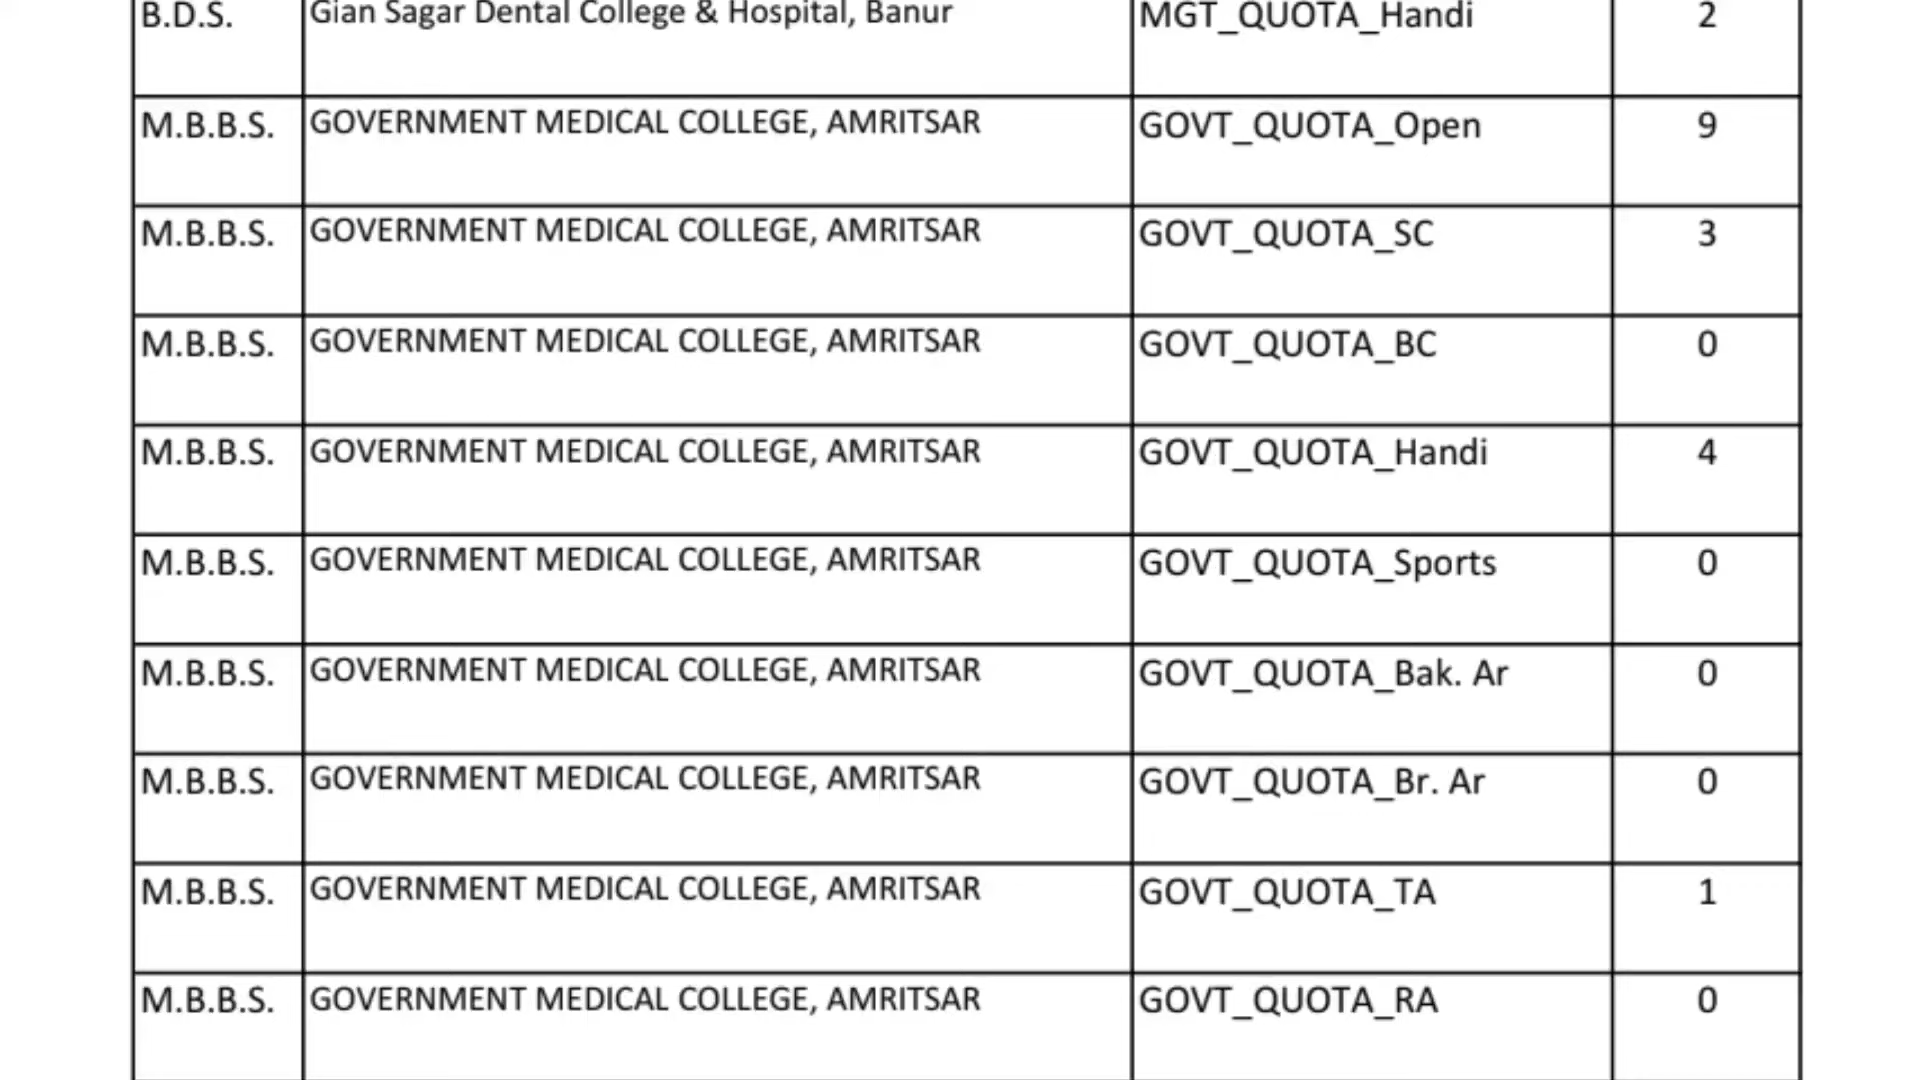 B.D.S. Gian Sagar Dental College & Hospital, Banur MGT_QUOTA_Handi 2
M.B.B.S. GOVERNMENT MEDICAL COLLEGE, AMRITSAR GOVT_QUOTA_Open 9
M.B.B.S. GOVERNMENT MEDICAL COLLEGE, AMRITSAR GOVT_QUOTA_SC 3
M.B.B.S. GOVERNMENT MEDICAL COLLEGE, AMRITSAR GOVT_QUOTA_BC 0
M.B.B.S. GOVERNMENT MEDICAL COLLEGE, AMRITSAR GOVT_QUOTA_Handi 4
M.B.B.S. GOVERNMENT MEDICAL COLLEGE, AMRITSAR GOVT_QUOTA_Sports 0
M.B.B.S. GOVERNMENT MEDICAL COLLEGE, AMRITSAR GOVT_QUOTA_Bak. Ar 0
M.B.B.S. GOVERNMENT MEDICAL COLLEGE, AMRITSAR GOVT_QUOTA_Br. Ar 0
M.B.B.S. GOVERNMENT MEDICAL COLLEGE, AMRITSAR GOVT_QUOTA_TA 1
M.B.B.S. GOVERNMENT MEDICAL COLLEGE, AMRITSAR GOVT_QUOTA_RA 0